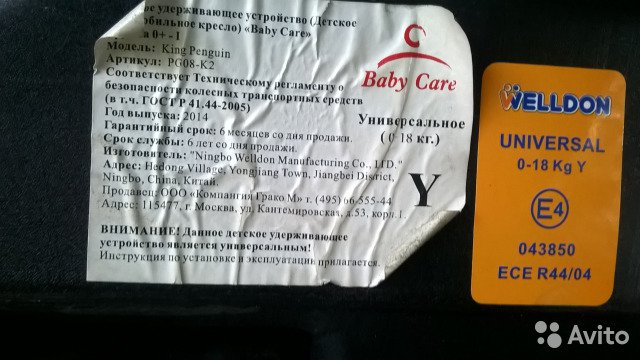 ое удерживающее устройство (Детское
обильное кресло) «Baby Care»
0+ - I
Модель: King Penguin
Артикул: PG08-K2
Соответствует Техническому регламенту о
безопасности колесных транспортных средств
(в т.ч. ГОСТ Р 41.44-2005)
Год выпуска: 2014
Гарантийный срок: 6 месяцев со дня продажи.
Срок службы: 6 лет со дня продажи.
Изготовитель: "Ningbo Welldon Manufacturing Co., LTD."
Адрес: Hedong Village, Yongjiang Town, Jiangbei District,
Ningbo, China, Китай.
Продавец: ООО «Компангия Грако М» т. (495) 66 555-44
Адрес: 115477, г. Москва, ул. Кантемировская, д.53, корп.1.
ВНИМАНИЕ! Данное детское удерживающее
устройство является универсальным!
Инструкция по установке и эксплуатации прилагается.
Baby Care
Универсальное
(0 18 кг.)
Y
WELLDON
UNIVERSAL
0-18 Kg Y
E4
043850
ECE R44/04
Avito